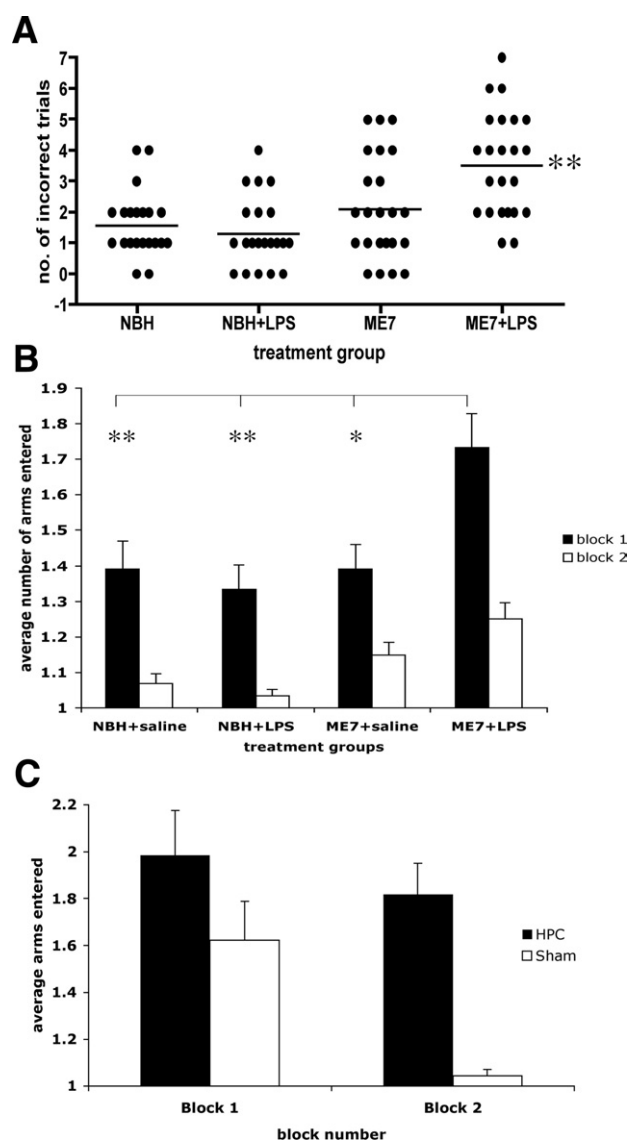 A
no. of incorrect trials
7
6
5
4
3
2
1
0
-1
**
NBH NBH+LPS ME7 ME7+LPS
treatment group
B
average number of arms entered
1.9
1.8
1.7
1.6
1.5
1.4
1.3
1.2
1.1
1
** ** *
block 1
block 2
NBH+saline NBH+LPS ME7+saline ME7+LPS
treatment groups
C
average arms entered
2.2
2
1.8
1.6
1.4
1.2
1
HPC
Sham
Block 1 Block 2
block number